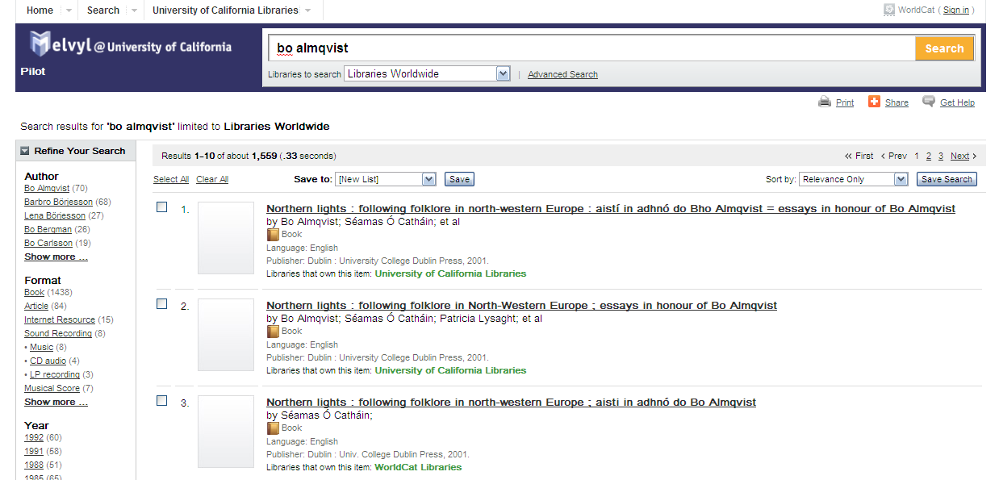 Home Search University of California Libraries WorldCat ( Sign in )
Melvyl @ University of California
Pilot
bo almqvist Search
Libraries to search Libraries Worldwide | Advanced Search
Print Share Get Help
Search results for 'bo almqvist' limited to Libraries Worldwide
Refine Your Search
Author
Bo Almqvist (70)
Barbro Börjesson (68)
Lena Börjesson (27)
Bo Bergman (26)
Bo Carlsson (19)
Show more ...
Format
Book (1438)
Article (84)
Internet Resource (15)
Sound Recording (8)
• Music (8)
• CD audio (4)
• LP recording (3)
Musical Score (7)
Show more ...
Year
1992 (60)
1991 (58)
1988 (51)
1985 (65)
Results 1-10 of about 1,559 (.33 seconds) « First ‹ Prev 1 2 3 Next ›
Select All Clear All Save to: [New List] Save Sort by: Relevance Only Save Search
1. Northern lights : following folklore in north-western Europe : aistí in adhnó do Bho Almqvist = essays in honour of Bo Almqvist
by Bo Almqvist; Séamas Ó Catháin; et al
Book
Language: English
Publisher: Dublin : University College Dublin Press, 2001.
Libraries that own this item: University of California Libraries
2. Northern lights : following folklore in North-Western Europe ; essays in honour of Bo Almqvist
by Bo Almqvist; Séamas Ó Catháin; Patricia Lysaght; et al
Book
Language: English
Publisher: Dublin : University College Dublin Press, 2001.
Libraries that own this item: University of California Libraries
3. Northern lights : following folklore in north-western Europe ; aisti in adhnó do Bo Almqvist
by Séamas Ó Catháin;
Book
Language: English
Publisher: Dublin : Univ. College Dublin Press, 2001.
Libraries that own this item: WorldCat Libraries